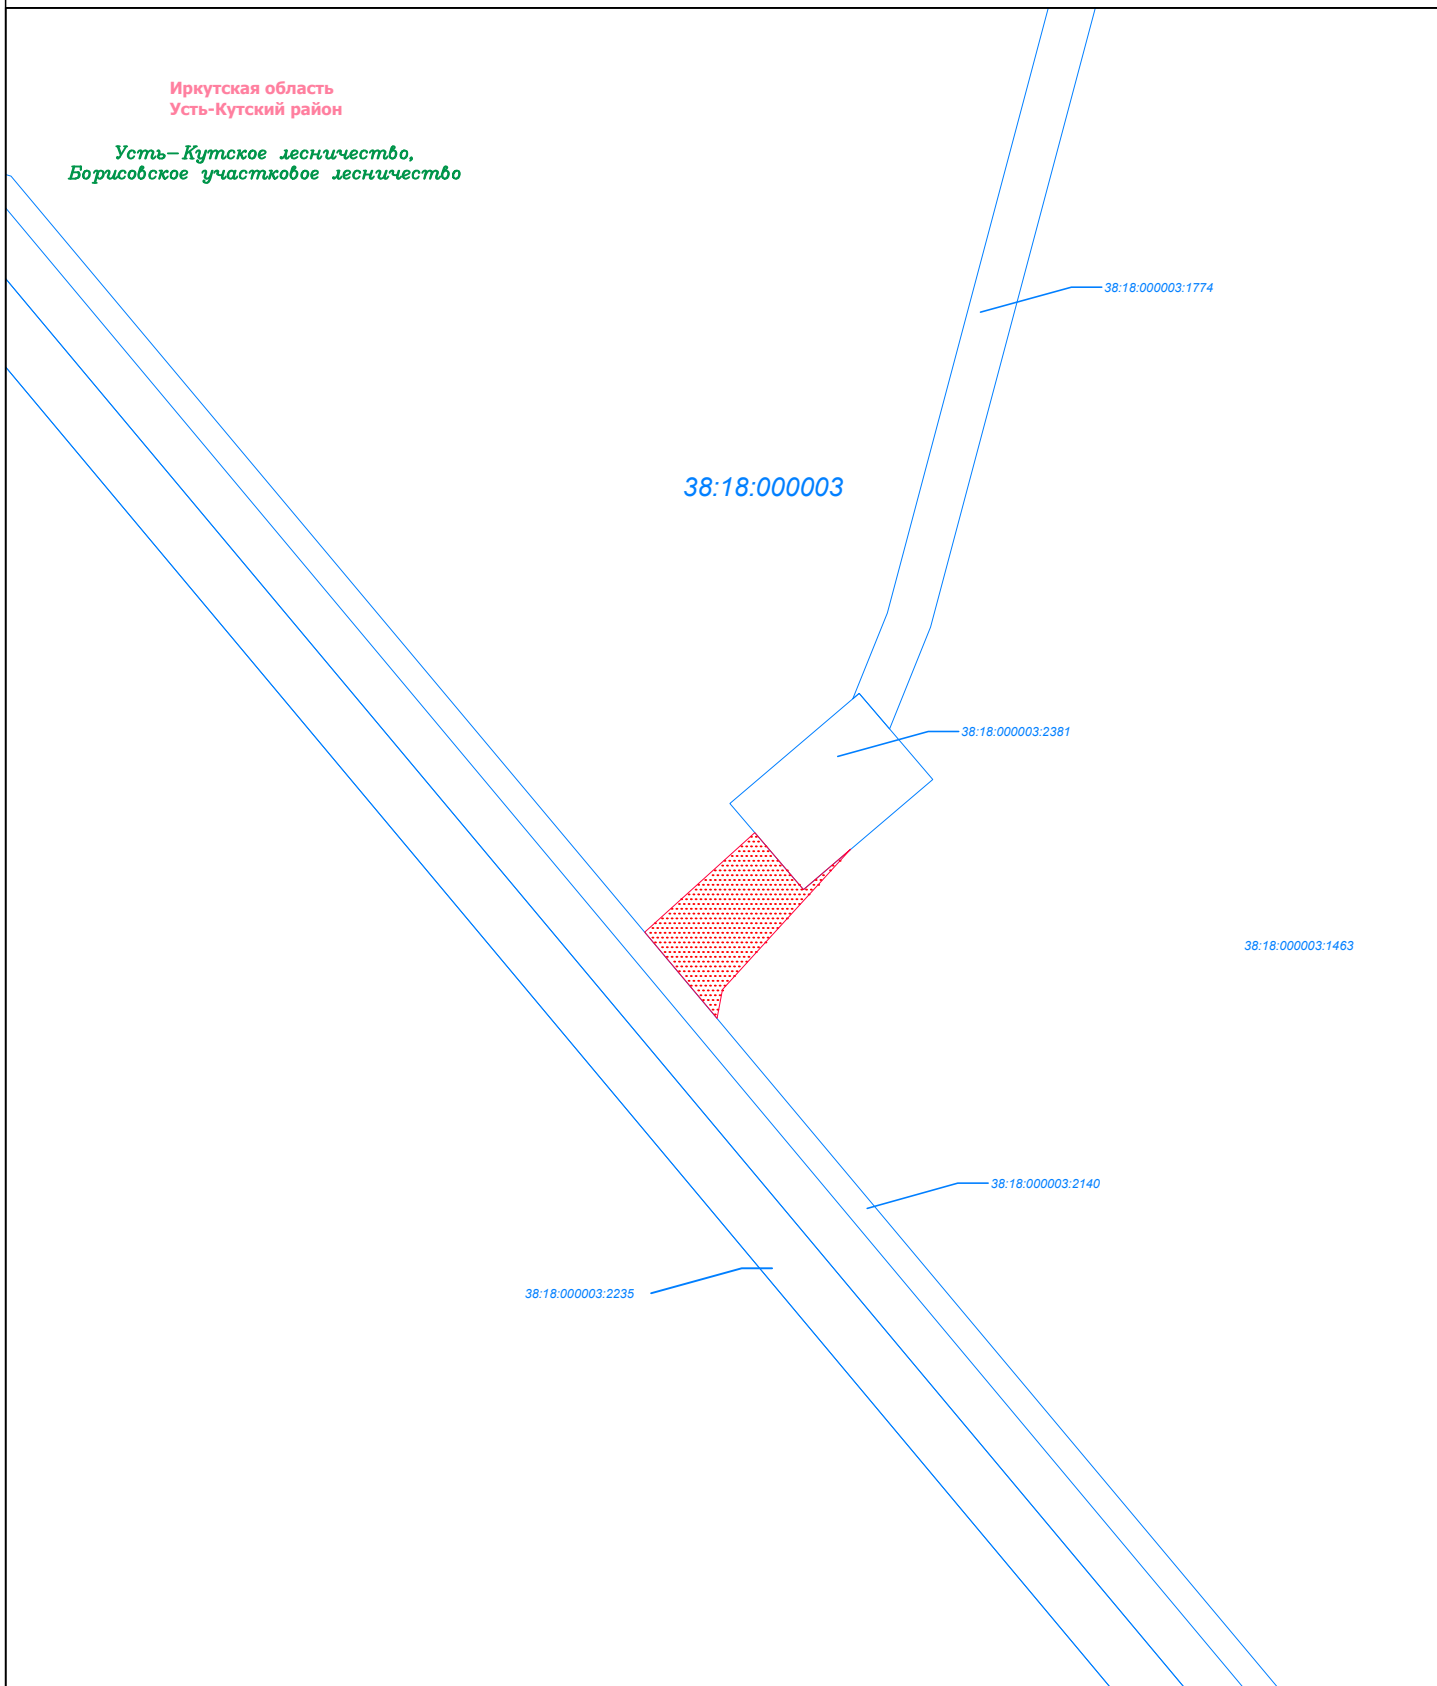 Иркутская область
Усть-Кутский район
Усть-Кутское лесничество,
Борисовское участковое лесничество
38:18:000003:1774
38:18:000003
38:18:000003:2381
38:18:000003:1463
38:18:000003:2140
38:18:000003:2235